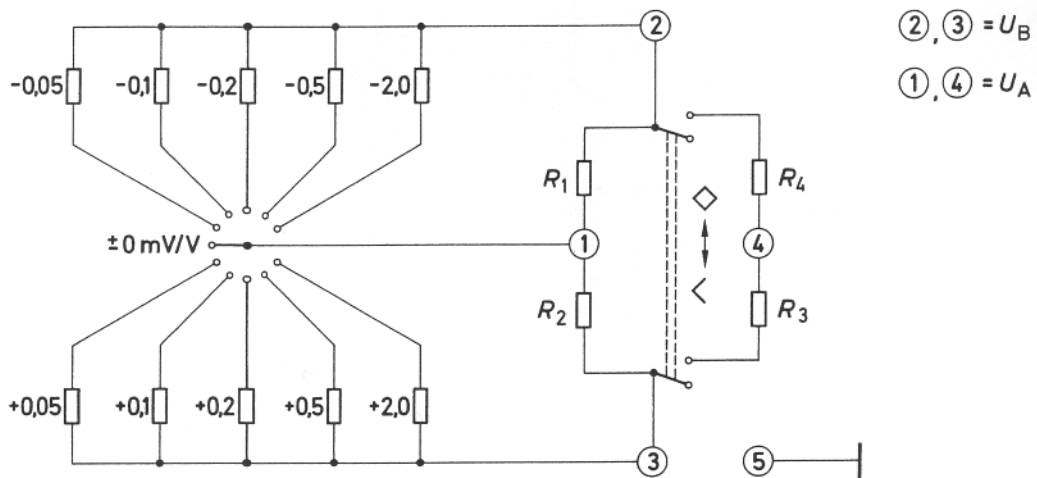 ②
②, ③ = U_B
①, ④ = U_A
-0,05 -0,1 -0,2 -0,5 -2,0
R₁ R₄
±0 mV/V ① ④
R₂ R₃
+0,05 +0,1 +0,2 +0,5 +2,0
③ ⑤